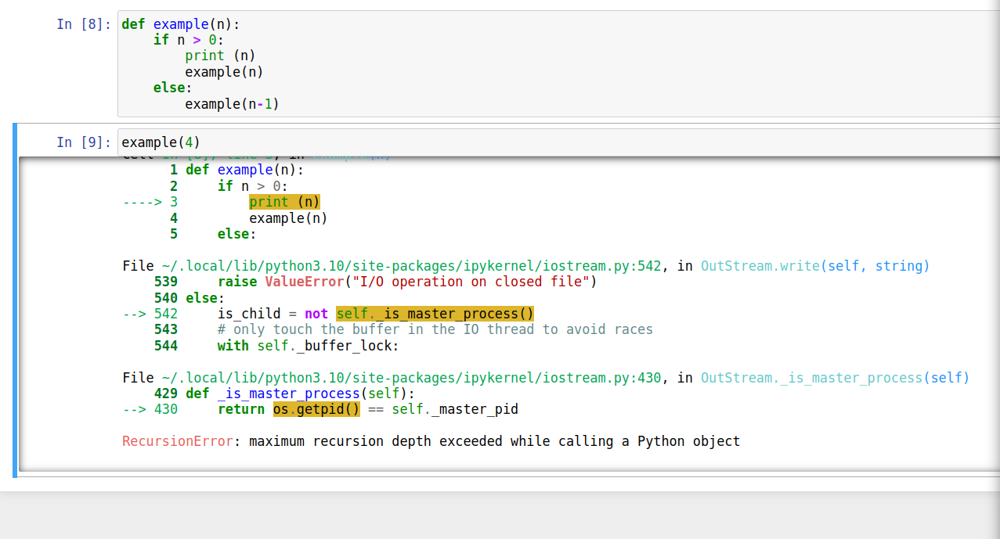 In [8]: def example(n):
    if n > 0:
        print (n)
        example(n)
    else:
        example(n-1)
In [9]: example(4)
1 def example(n):
2     if n > 0:
----> 3         print (n)
4         example(n)
5     else:
File ~/.local/lib/python3.10/site-packages/ipykernel/iostream.py:542, in OutStream.write(self, string)
539     raise ValueError("I/O operation on closed file")
540 else:
--> 542     is_child = not self._is_master_process()
543     # only touch the buffer in the IO thread to avoid races
544     with self._buffer_lock:
File ~/.local/lib/python3.10/site-packages/ipykernel/iostream.py:430, in OutStream._is_master_process(self)
429 def _is_master_process(self):
--> 430     return os.getpid() == self._master_pid
RecursionError: maximum recursion depth exceeded while calling a Python object